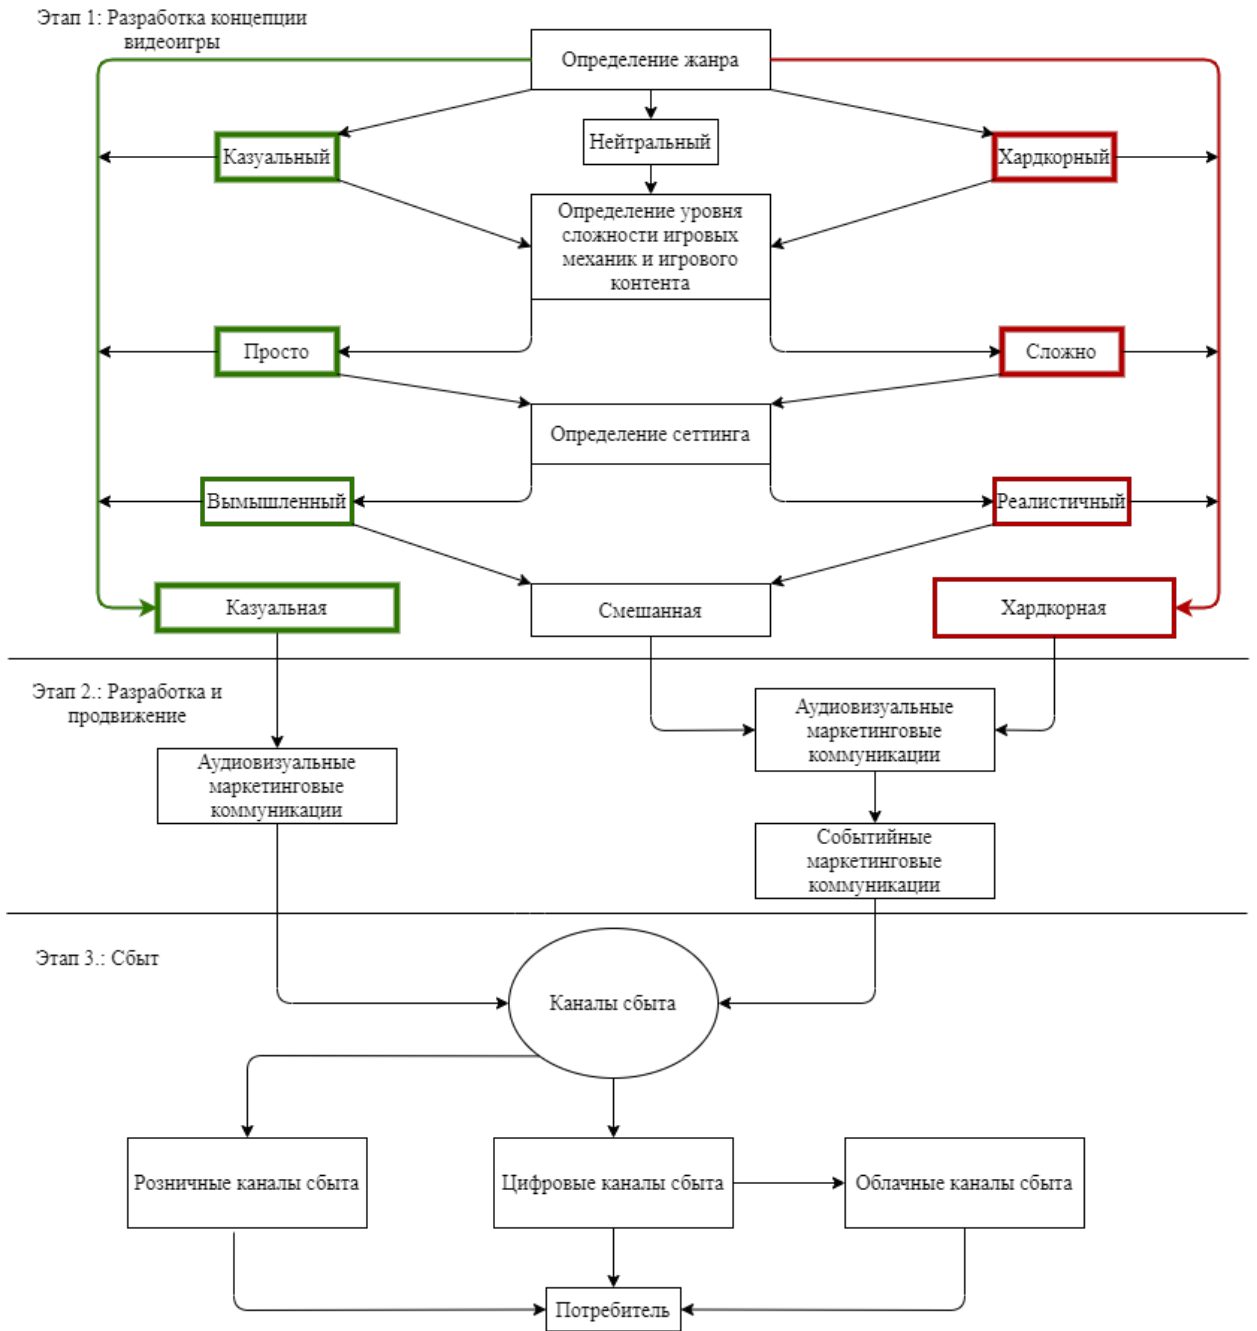 Этап 1: Разработка концепции
видеоигры
Определение жанра
Нейтральный
Казуальный
Хардкорный
Определение уровня
сложности игровых
механик и игрового
контента
Просто
Сложно
Определение сеттинга
Вымышленный
Реалистичный
Казуальная
Смешанная
Хардкорная
Этап 2.: Разработка и
продвижение
Аудиовизуальные
маркетинговые
коммуникации
Аудиовизуальные
маркетинговые
коммуникации
Событийные
маркетинговые
коммуникации
Этап 3.: Сбыт
Каналы сбыта
Розничные каналы сбыта
Цифровые каналы сбыта
Облачные каналы сбыта
Потребитель